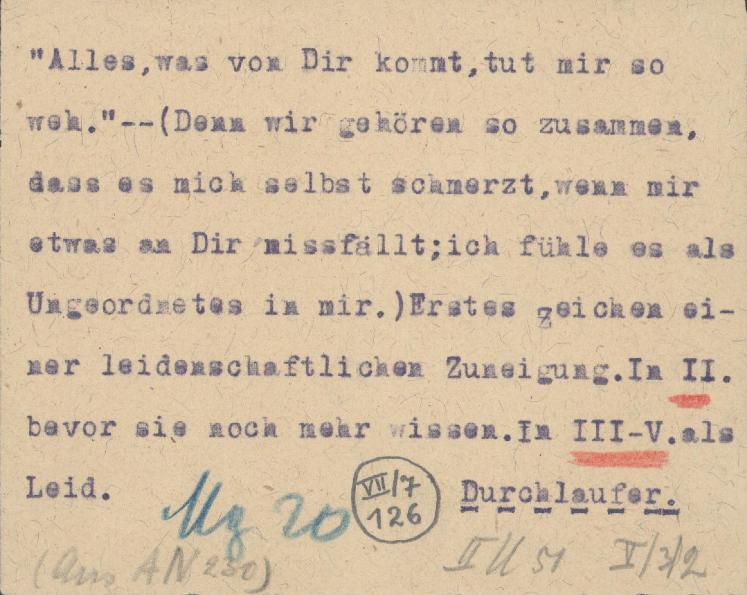 "Alles,was von Dir kommt,tut mir so
weh."--(Denn wir gehören so zusammen,
dass es mich selbst schmerzt,wenn mir
etwas an Dir missfällt;ich fühle es als
Ungeordnetes in mir.)Erstes zeichen ei-
ner leidenschaftlichen Zuneigung.In II.
bevor sie noch mehr wissen.In III-V.als
Leid.
Mg 20
VII/7
126
Durchlaufer.
(Aus AN 230)
II U 51
V/3/2